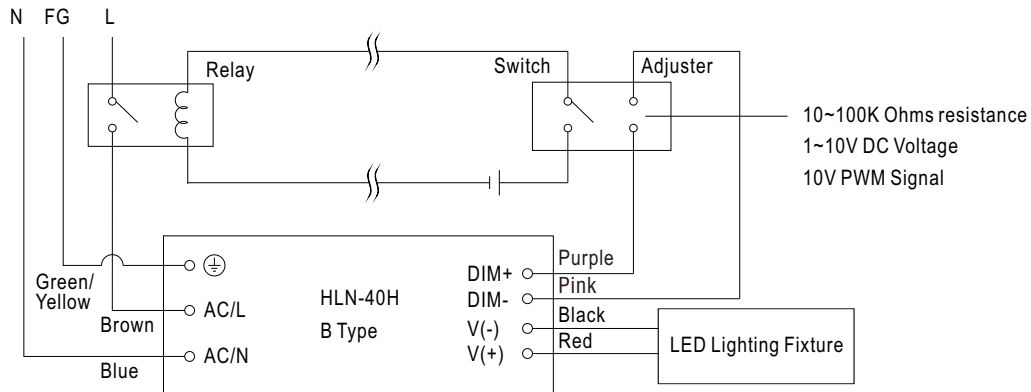 N FG L
Relay
Switch
Adjuster
10~100K Ohms resistance
1~10V DC Voltage
10V PWM Signal
Green/
Yellow
Brown
Blue
AC/L
AC/N
HLN-40H
B Type
DIM+
DIM-
V(-)
V(+)
Purple
Pink
Black
Red
LED Lighting Fixture